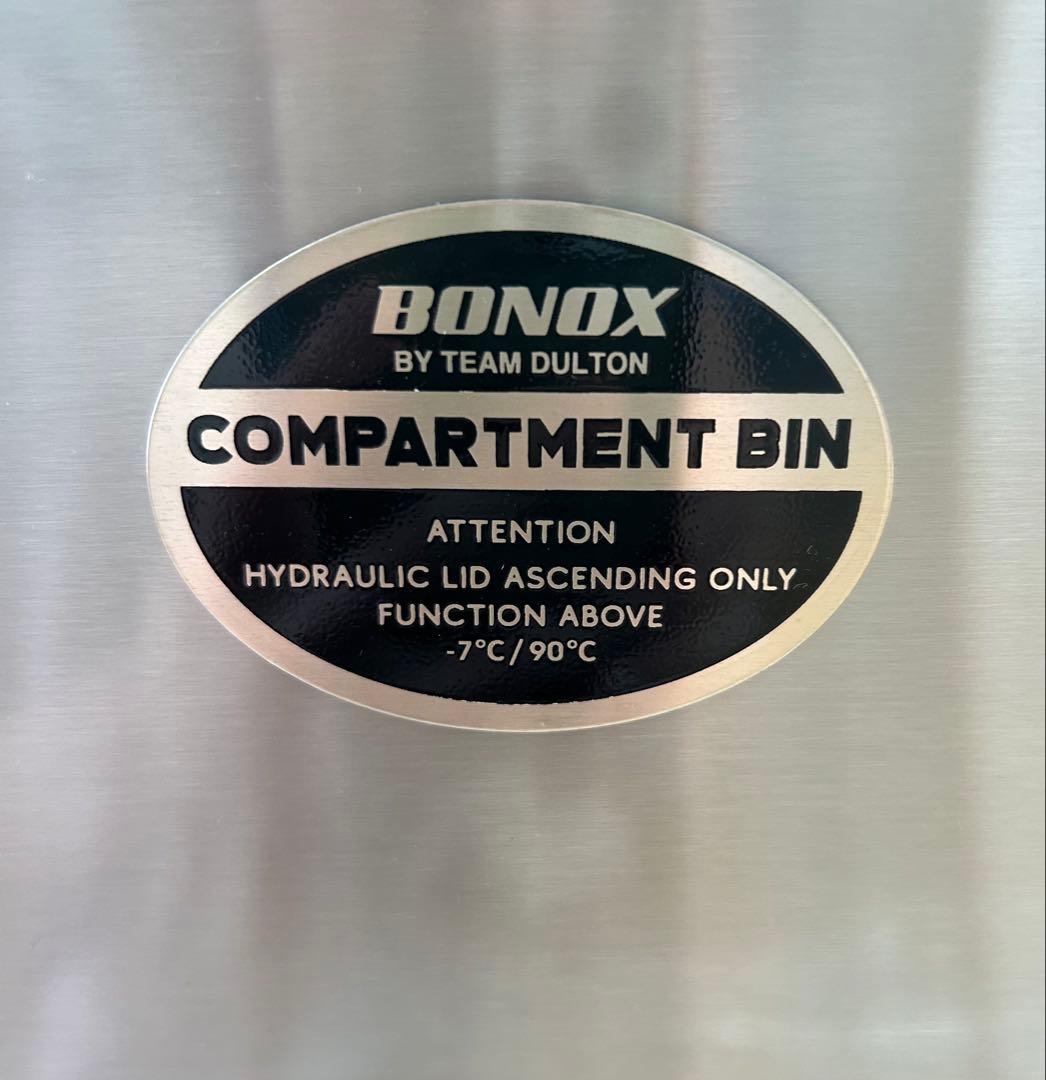 BONOX
BY TEAM DULTON
COMPARTMENT BIN
ATTENTION
HYDRAULIC LID ASCENDING ONLY
FUNCTION ABOVE
-7°C/90°C